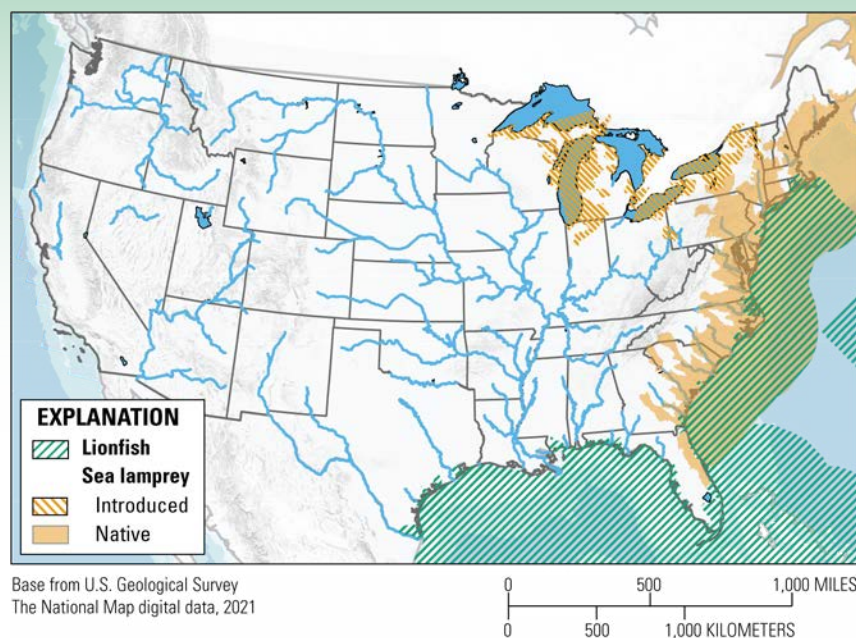 EXPLANATION
Lionfish
Sea lamprey
Introduced
Native
Base from U.S. Geological Survey
The National Map digital data, 2021
0 500 1,000 MILES
0 500 1,000 KILOMETERS